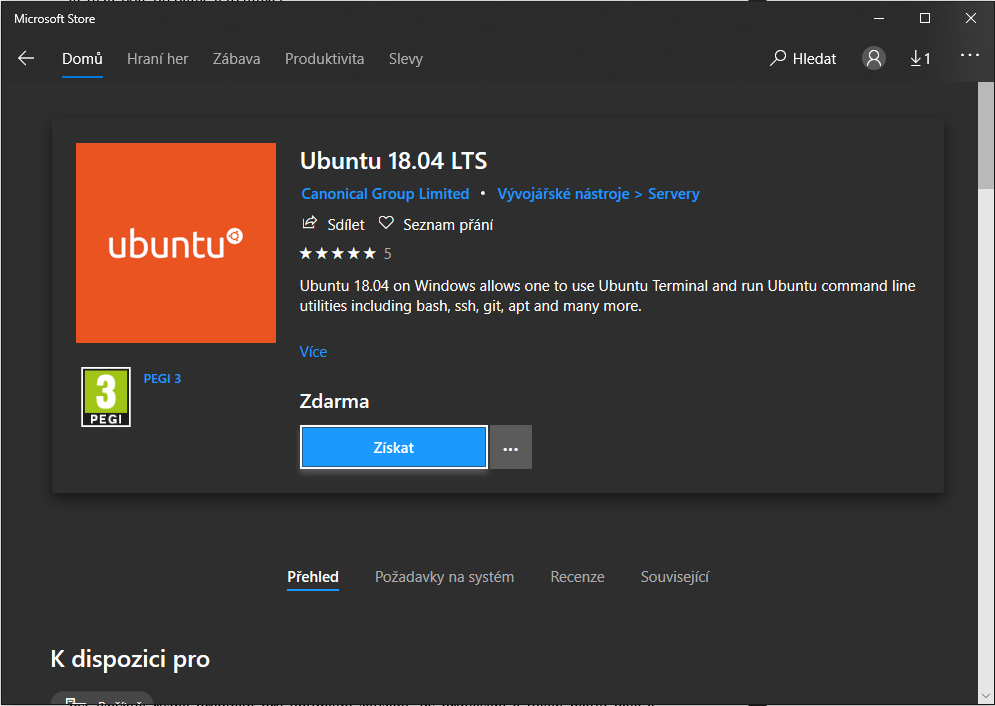 Microsoft Store
Domů Hraní her Zábava Produktivita Slevy Hledat 1
ubuntu
Ubuntu 18.04 LTS
Canonical Group Limited • Vývojářské nástroje > Servery
Sdílet Seznam přání
5
Ubuntu 18.04 on Windows allows one to use Ubuntu Terminal and run Ubuntu command line
utilities including bash, ssh, git, apt and many more.
Více
3
PEGI
PEGI 3
Zdarma
Získat
Přehled Požadavky na systém Recenze Související
K dispozici pro